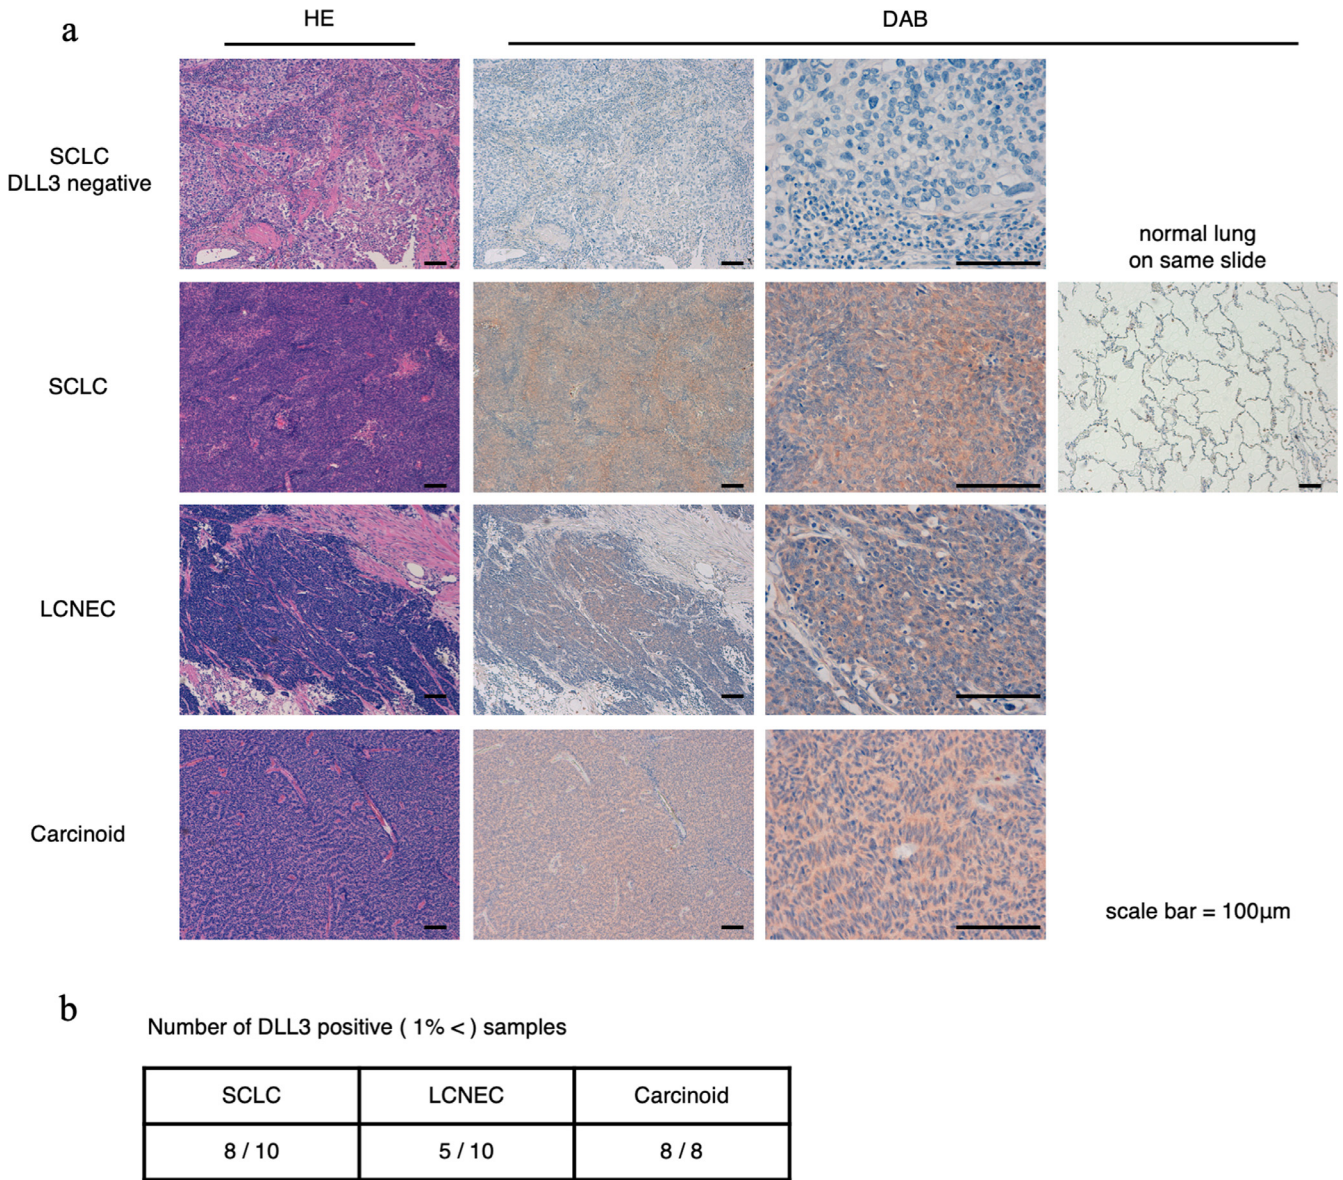 a
HE
DAB
SCLC
DLL3 negative
normal lung
on same slide
SCLC
LCNEC
Carcinoid
scale bar = 100µm
b
Number of DLL3 positive ( 1% < ) samples
SCLC LCNEC Carcinoid
8 / 10 5 / 10 8 / 8